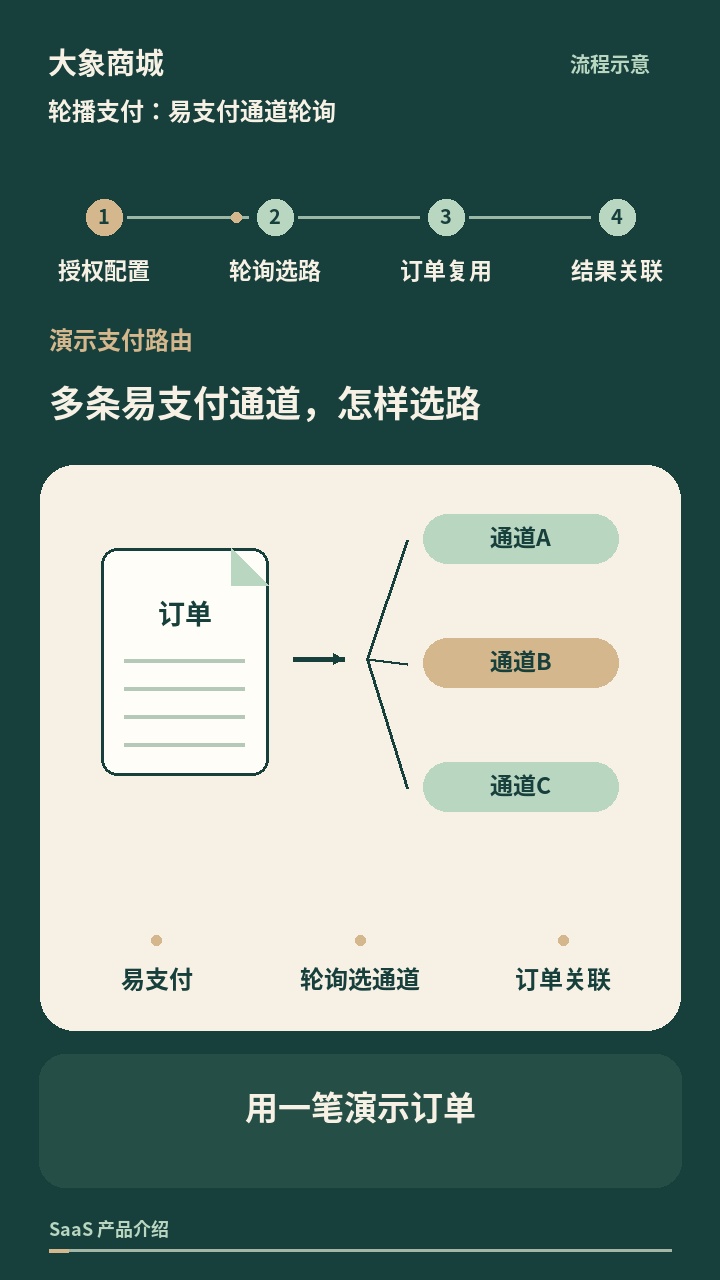 大象商城
流程示意
轮播支付：易支付通道轮询
1 2 3 4
授权配置 轮询选路 订单复用 结果关联
演示支付路由
多条易支付通道，怎样选路
通道A
订单
通道B
通道C
易支付 轮询选通道 订单关联
用一笔演示订单
SaaS 产品介绍